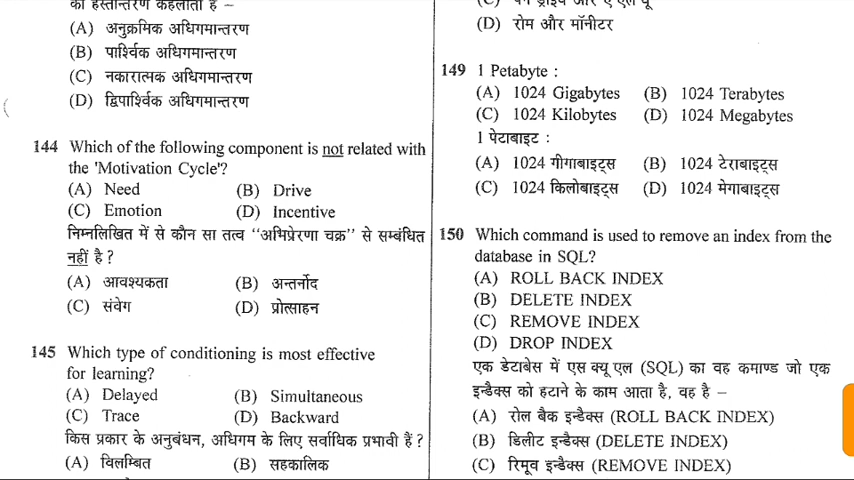 का हस्तान्तरण कहलाता है –
(A) अनुक्रमिक अधिगमान्तरण
(B) पार्श्विक अधिगमान्तरण
(C) नकारात्मक अधिगमान्तरण
(D) द्विपार्श्विक अधिगमान्तरण
144 Which of the following component is not related with
the 'Motivation Cycle'?
(A) Need (B) Drive
(C) Emotion (D) Incentive
निम्नलिखित में से कौन सा तत्व ‘‘अभिप्रेरणा चक्र’’ से सम्बंधित
नहीं है ?
(A) आवश्यकता (B) अन्तर्नोद
(C) संवेग (D) प्रोत्साहन
145 Which type of conditioning is most effective
for learning?
(A) Delayed (B) Simultaneous
(C) Trace (D) Backward
किस प्रकार के अनुबंधन, अधिगम के लिए सर्वाधिक प्रभावी हैं ?
(A) विलम्बित (B) सहकालिक
(D) रोम और मॉनीटर
149 1 Petabyte :
(A) 1024 Gigabytes (B) 1024 Terabytes
(C) 1024 Kilobytes (D) 1024 Megabytes
1 पेटाबाइट :
(A) 1024 गीगाबाइट्स (B) 1024 टेराबाइट्स
(C) 1024 किलोबाइट्स (D) 1024 मेगाबाइट्स
150 Which command is used to remove an index from the
database in SQL?
(A) ROLL BACK INDEX
(B) DELETE INDEX
(C) REMOVE INDEX
(D) DROP INDEX
एक डेटाबेस में एस क्यू एल (SQL) का वह कमाण्ड जो एक
इन्डैक्स को हटाने के काम आता है, वह है –
(A) रोल बैक इन्डैक्स (ROLL BACK INDEX)
(B) डिलीट इन्डैक्स (DELETE INDEX)
(C) रिमूव इन्डैक्स (REMOVE INDEX)